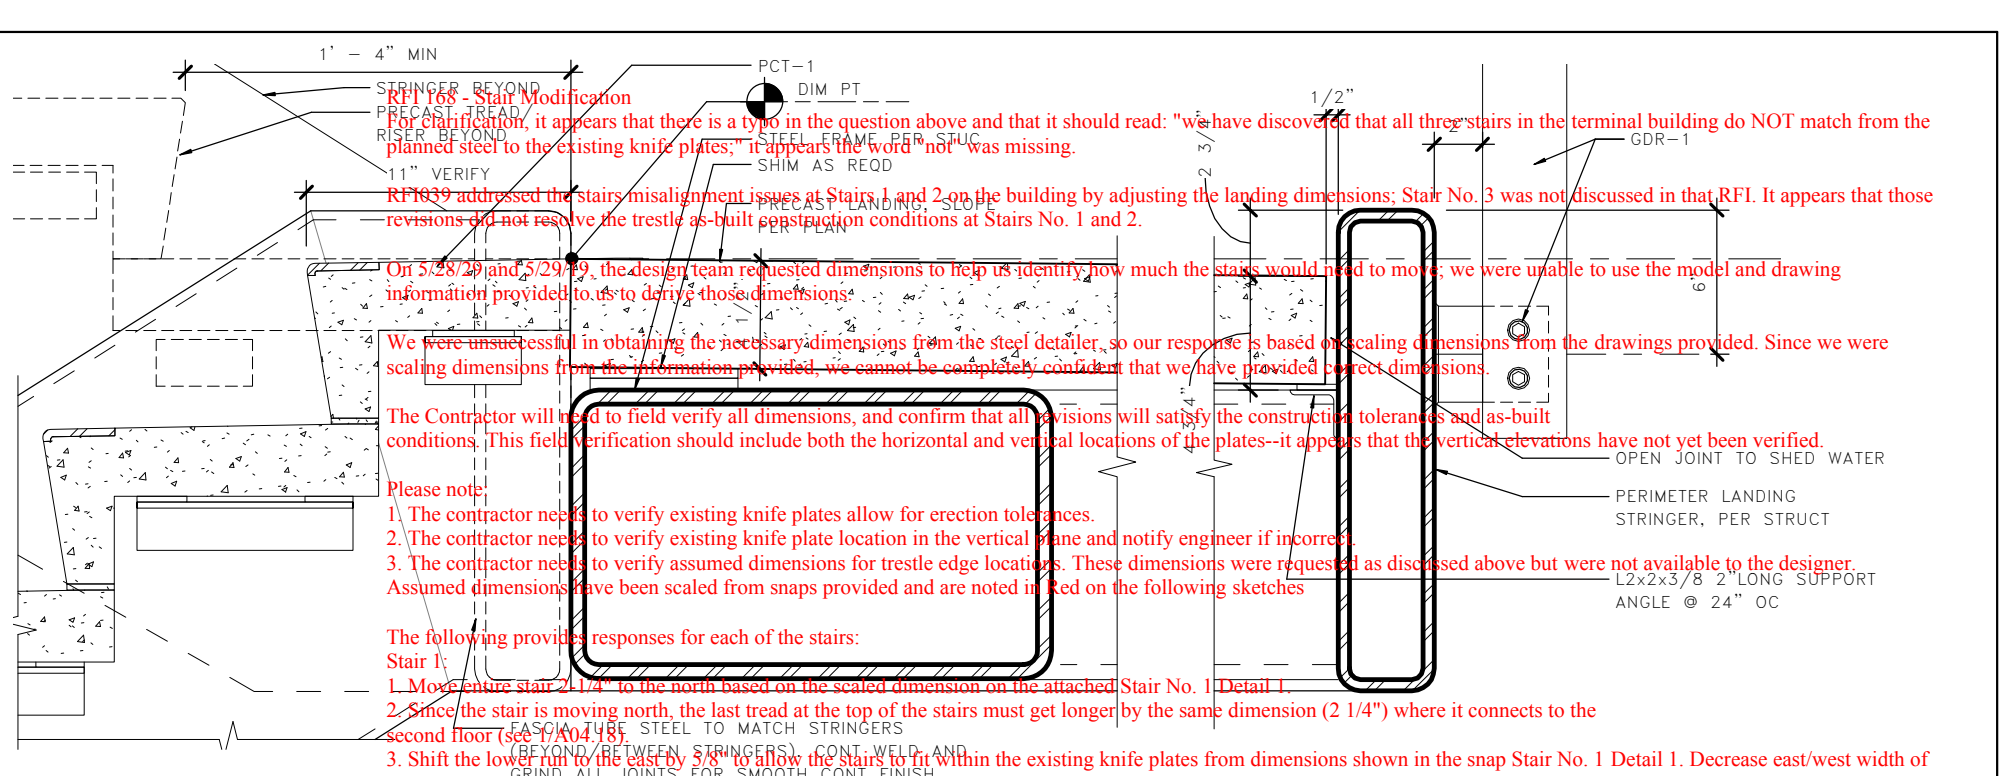 1' - 4" MIN
STRINGER BEYOND
PRECAST TREAD/
RISER BEYOND
11" VERIFY
PCT-1
DIM PT
STEEL FRAME PER STUC
SHIM AS REQD
PRECAST LANDING, SLOPE
PER PLAN
1/2"
2 3/4"
2"
GDR-1
6"
4 3/4"
OPEN JOINT TO SHED WATER
PERIMETER LANDING
STRINGER, PER STRUCT
L2x2x3/8 2"LONG SUPPORT
ANGLE @ 24" OC
FASCIA TUBE STEEL TO MATCH STRINGERS
(BEYOND/BETWEEN STRINGERS), CONT WELD AND
GRIND ALL JOINTS FOR SMOOTH CONT FINISH
RFI 168 - Stair Modification
For clarification, it appears that there is a typo in the question above and that it should read: "we have discovered that all three stairs in the terminal building do NOT match from the
planned steel to the existing knife plates;" it appears the word "not" was missing.
RFI039 addressed the stairs misalignment issues at Stairs 1 and 2 on the building by adjusting the landing dimensions; Stair No. 3 was not discussed in that RFI. It appears that those
revisions did not resolve the trestle as-built construction conditions at Stairs No. 1 and 2.
On 5/28/29 and 5/29/19, the design team requested dimensions to help us identify how much the stairs would need to move; we were unable to use the model and drawing
information provided to us to derive those dimensions.
We were unsuccessful in obtaining the necessary dimensions from the steel detailer, so our response is based on scaling dimensions from the drawings provided. Since we were
scaling dimensions from the information provided, we cannot be completely confident that we have provided correct dimensions.
The Contractor will need to field verify all dimensions, and confirm that all revisions will satisfy the construction tolerances and as-built
conditions. This field verification should include both the horizontal and vertical locations of the plates--it appears that the vertical elevations have not yet been verified.
Please note:
1. The contractor needs to verify existing knife plates allow for erection tolerances.
2. The contractor needs to verify existing knife plate location in the vertical plane and notify engineer if incorrect.
3. The contractor needs to verify assumed dimensions for trestle edge locations. These dimensions were requested as discussed above but were not available to the designer.
Assumed dimensions have been scaled from snaps provided and are noted in Red on the following sketches
The following provides responses for each of the stairs:
Stair 1:
1. Move entire stair 2-1/4" to the north based on the scaled dimension on the attached Stair No. 1 Detail 1.
2. Since the stair is moving north, the last tread at the top of the stairs must get longer by the same dimension (2 1/4") where it connects to the
second floor (see 1/A04.18).
3. Shift the lower run to the east by 5/8" to allow the stairs to fit within the existing knife plates from dimensions shown in the snap Stair No. 1 Detail 1. Decrease east/west width of